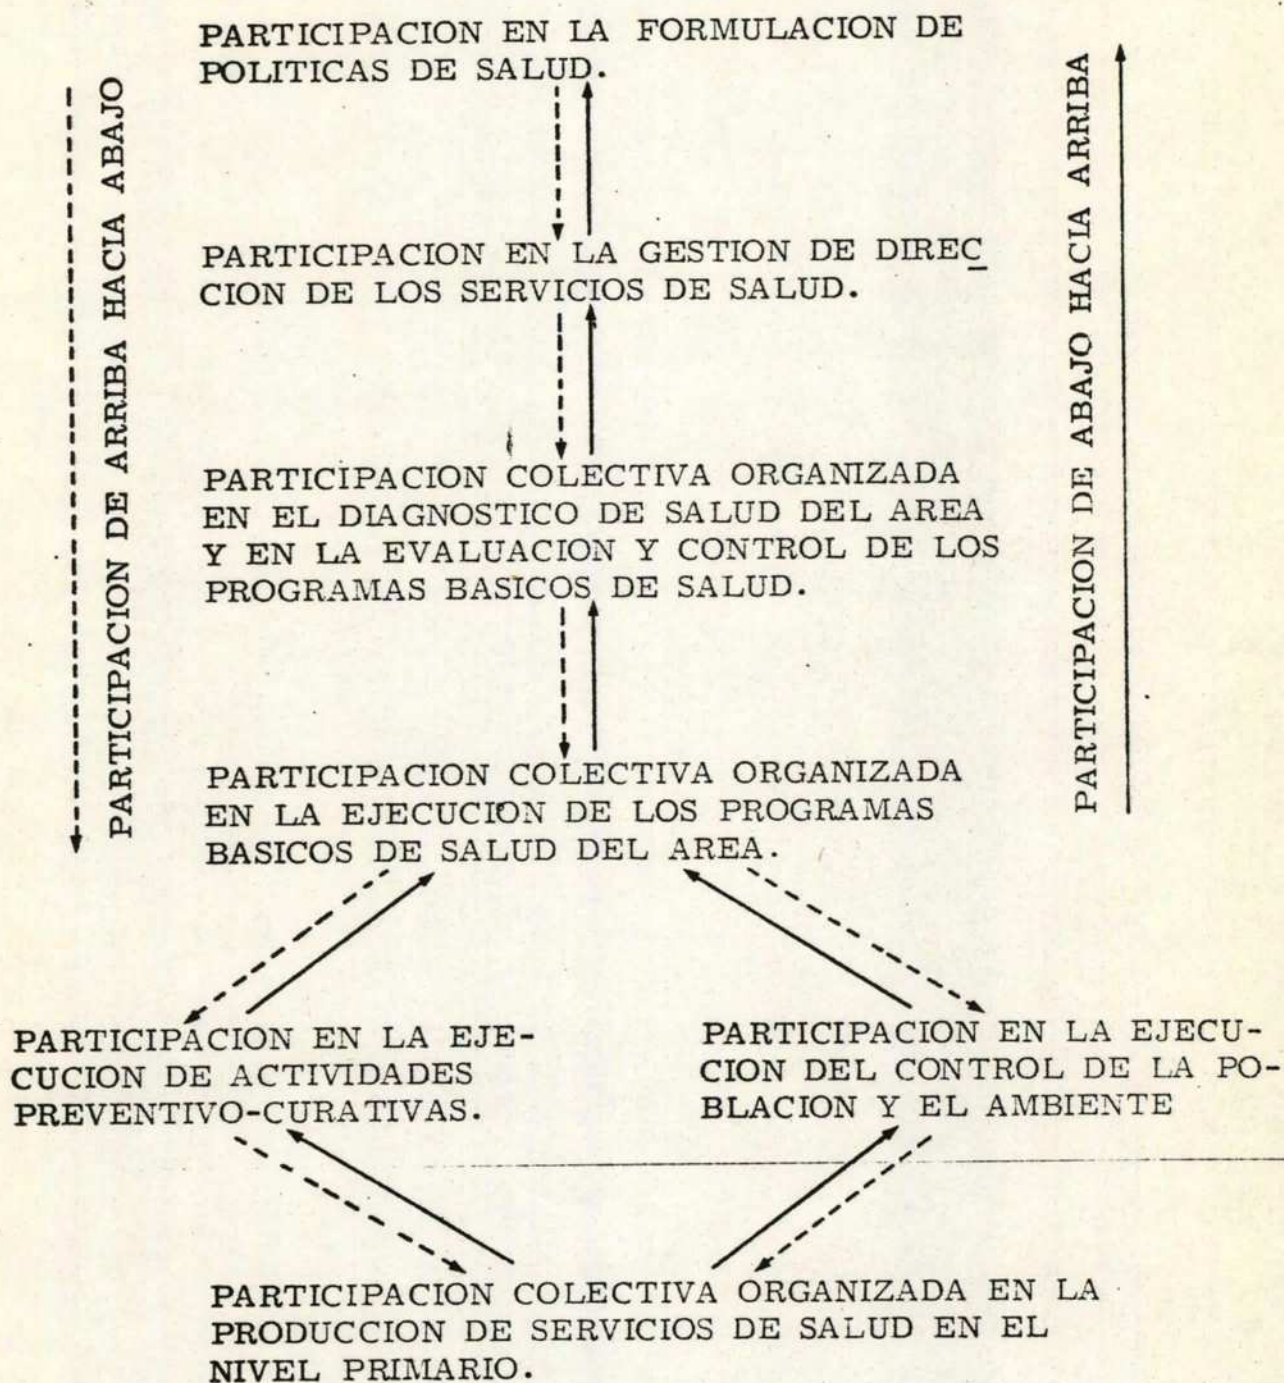 PARTICIPACION EN LA FORMULACION DE
POLITICAS DE SALUD.
PARTICIPACION DE ARRIBA HACIA ABAJO
PARTICIPACION DE ABAJO HACIA ARRIBA
PARTICIPACION EN LA GESTION DE DIREC
CION DE LOS SERVICIOS DE SALUD.
PARTICIPACION COLECTIVA ORGANIZADA
EN EL DIAGNOSTICO DE SALUD DEL AREA
Y EN LA EVALUACION Y CONTROL DE LOS
PROGRAMAS BASICOS DE SALUD.
PARTICIPACION COLECTIVA ORGANIZADA
EN LA EJECUCION DE LOS PROGRAMAS
BASICOS DE SALUD DEL AREA.
PARTICIPACION EN LA EJE-
CUCION DE ACTIVIDADES
PREVENTIVO-CURATIVAS.
PARTICIPACION EN LA EJECU-
CION DEL CONTROL DE LA PO-
BLACION Y EL AMBIENTE
PARTICIPACION COLECTIVA ORGANIZADA EN LA
PRODUCCION DE SERVICIOS DE SALUD EN EL
NIVEL PRIMARIO.